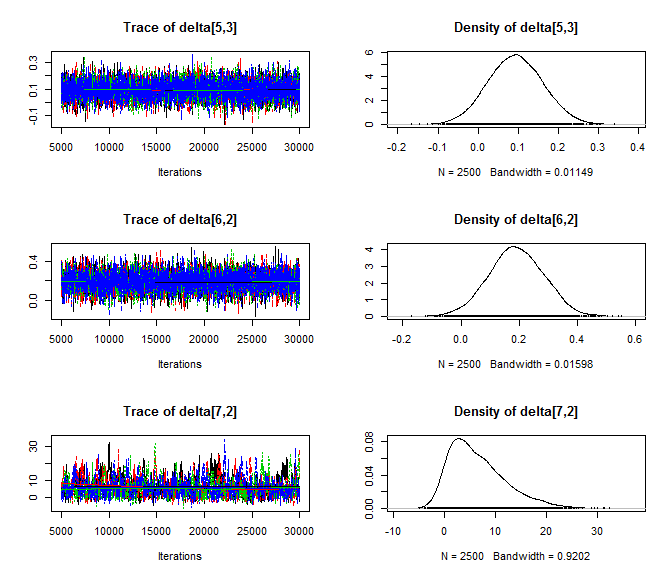 Trace of delta[5,3]
-0.1 0.1 0.3
5000 10000 15000 20000 25000 30000
Iterations
Density of delta[5,3]
0 2 4 6
-0.2 -0.1 0.0 0.1 0.2 0.3 0.4
N = 2500 Bandwidth = 0.01149
Trace of delta[6,2]
0.0 0.4
5000 10000 15000 20000 25000 30000
Iterations
Density of delta[6,2]
0 1 2 3 4
-0.2 0.0 0.2 0.4 0.6
N = 2500 Bandwidth = 0.01598
Trace of delta[7,2]
0 10 30
5000 10000 15000 20000 25000 30000
Iterations
Density of delta[7,2]
0.00 0.04 0.08
-10 0 10 20 30
N = 2500 Bandwidth = 0.9202